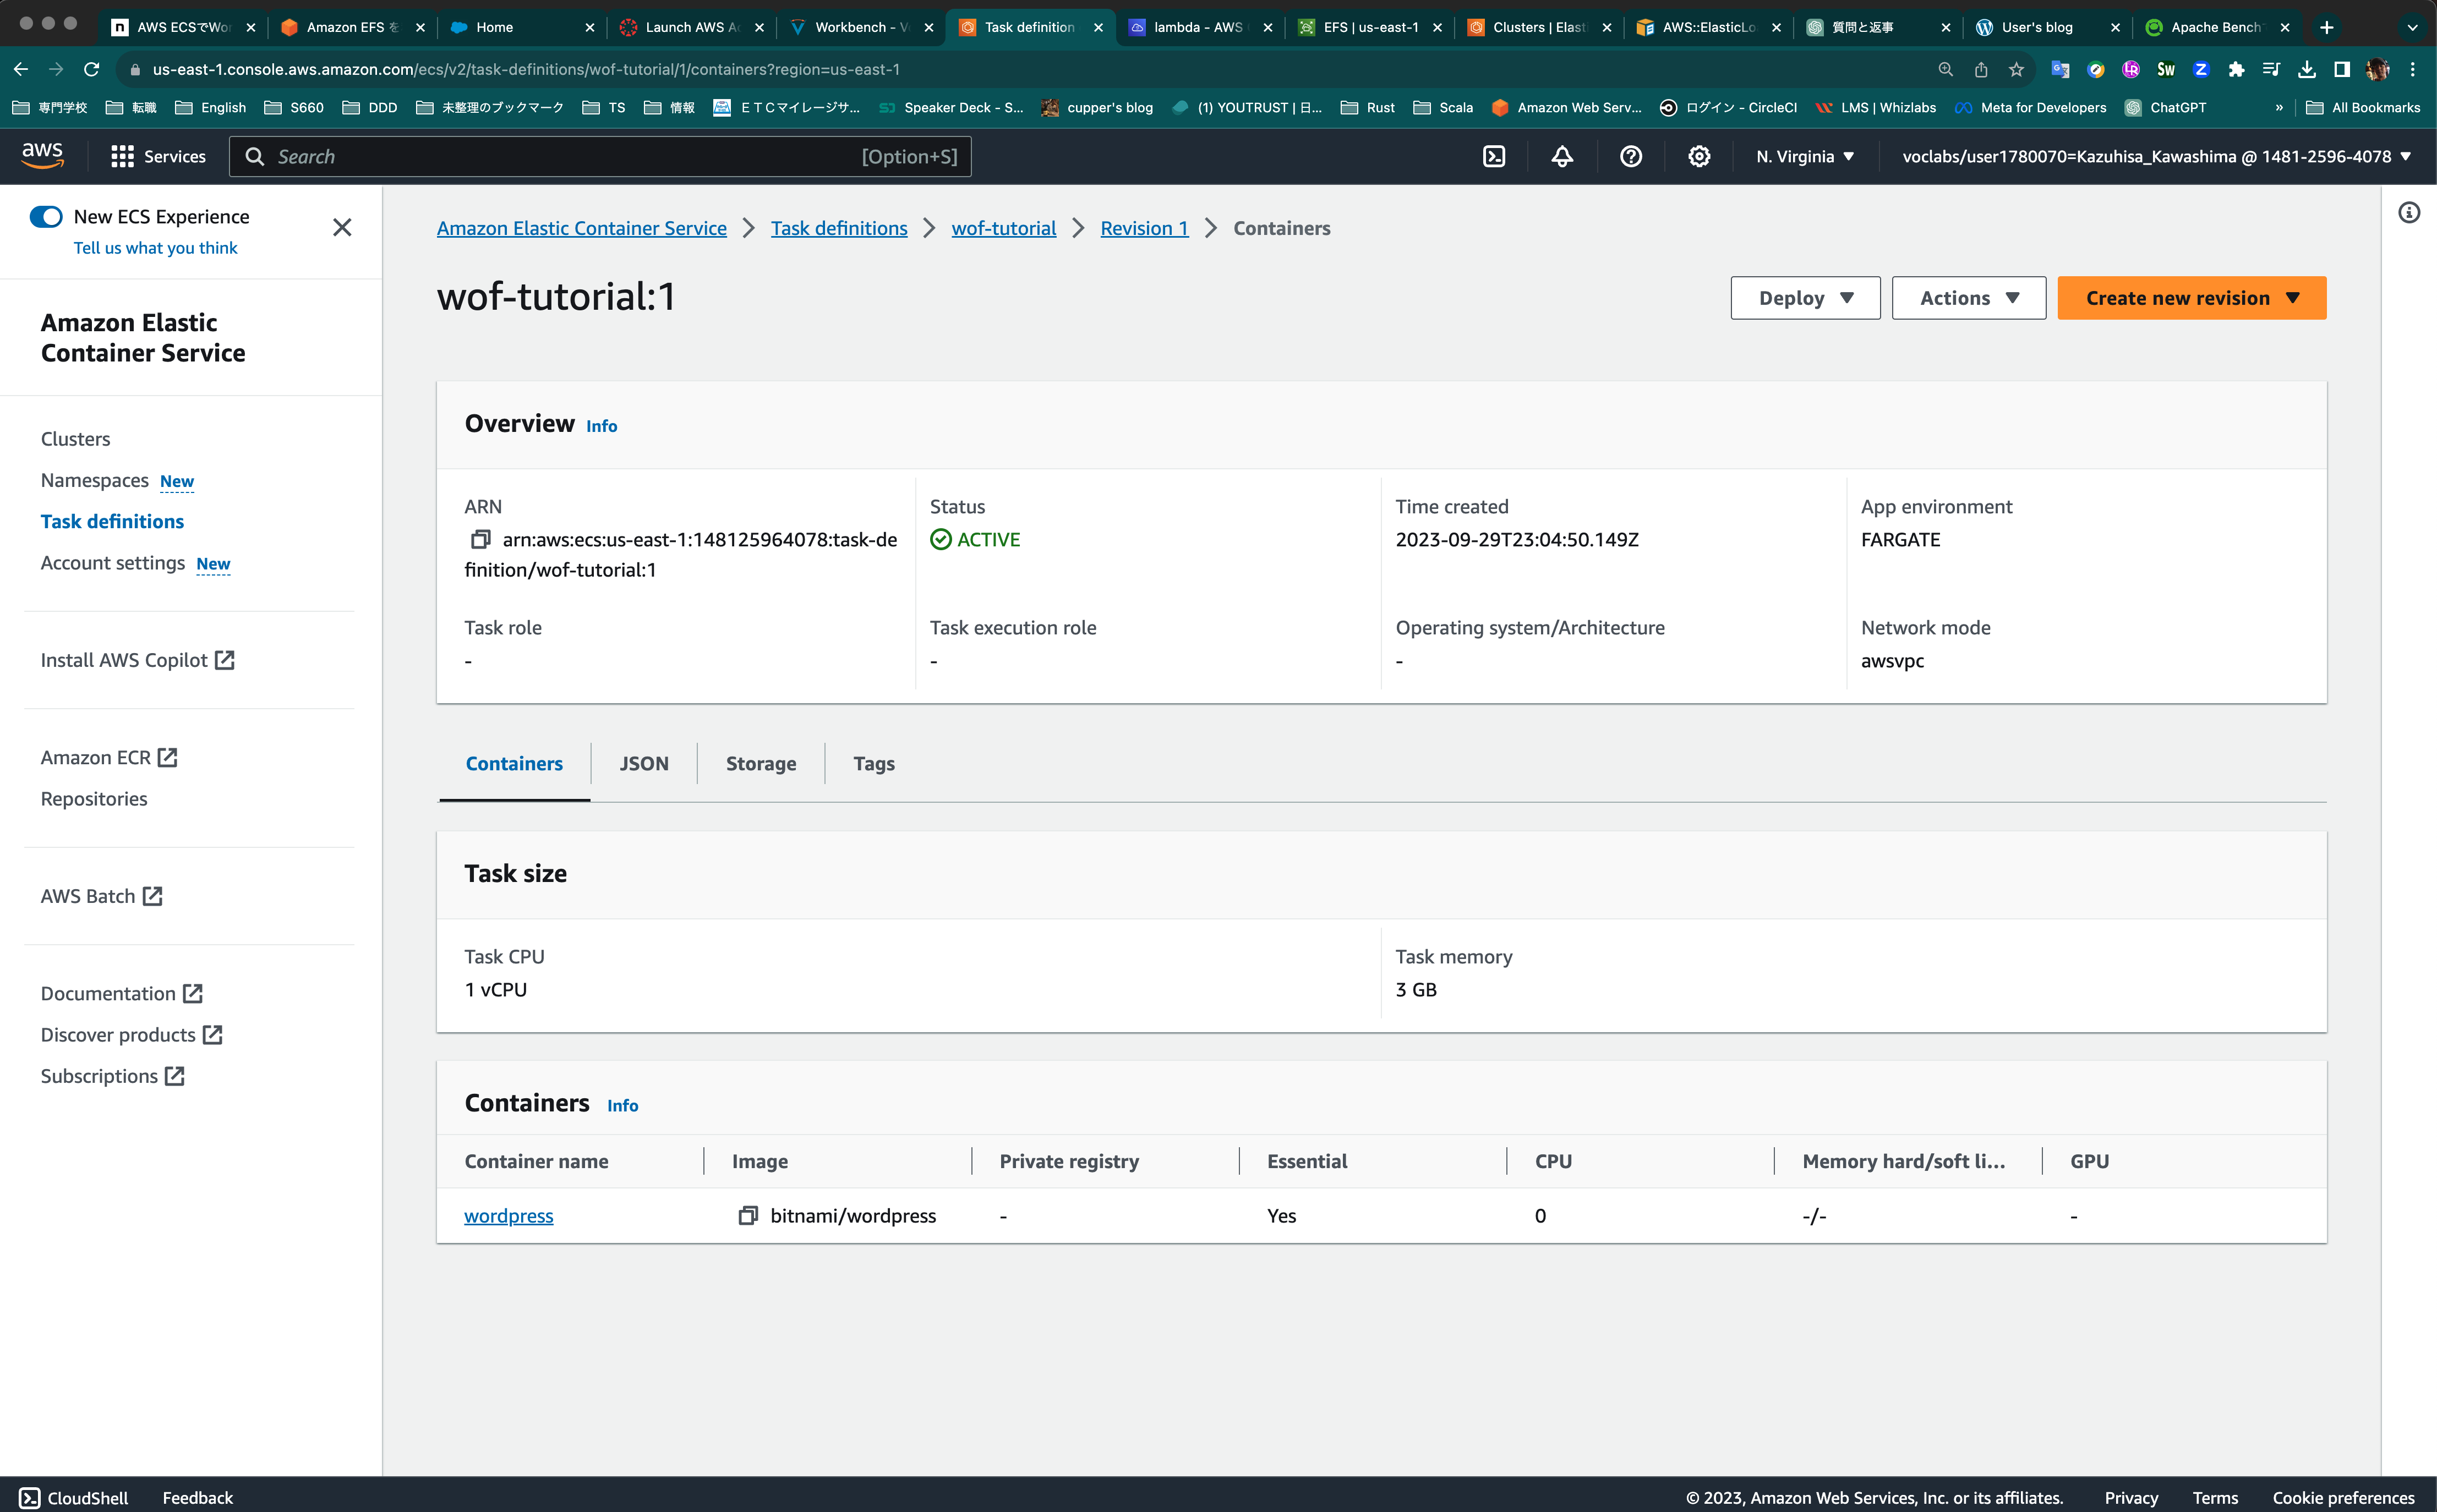 AWS ECSでWor
Amazon EFS を
Home
Launch AWS Ac
Workbench - V
Task definition
lambda - AWS
EFS | us-east-1
Clusters | Elasti
AWS::ElasticLo
質問と返事
User's blog
Apache Bench
us-east-1.console.aws.amazon.com/ecs/v2/task-definitions/wof-tutorial/1/containers?region=us-east-1
専門学校
転職
English
S660
DDD
未整理のブックマーク
TS
情報
ＥＴＣマイレージサ...
Speaker Deck - S...
cupper's blog
(1) YOUTRUST | 日...
Rust
Scala
Amazon Web Serv...
ログイン - CircleCI
LMS | Whizlabs
Meta for Developers
ChatGPT
»
All Bookmarks
aws
Services
Search
[Option+S]
N. Virginia
voclabs/user1780070=Kazuhisa_Kawashima @ 1481-2596-4078
New ECS Experience
Tell us what you think
Amazon Elastic
Container Service
Clusters
Namespaces New
Task definitions
Account settings New
Install AWS Copilot
Amazon ECR
Repositories
AWS Batch
Documentation
Discover products
Subscriptions
Amazon Elastic Container Service
Task definitions
wof-tutorial
Revision 1
Containers
wof-tutorial:1
Deploy
Actions
Create new revision
Overview Info
ARN
arn:aws:ecs:us-east-1:148125964078:task-de
finition/wof-tutorial:1
Status
ACTIVE
Time created
2023-09-29T23:04:50.149Z
App environment
FARGATE
Task role
-
Task execution role
-
Operating system/Architecture
-
Network mode
awsvpc
Containers
JSON
Storage
Tags
Task size
Task CPU
1 vCPU
Task memory
3 GB
Containers Info
Container name
Image
Private registry
Essential
CPU
Memory hard/soft li...
GPU
wordpress
bitnami/wordpress
-
Yes
0
-/-
-
CloudShell
Feedback
© 2023, Amazon Web Services, Inc. or its affiliates.
Privacy
Terms
Cookie preferences